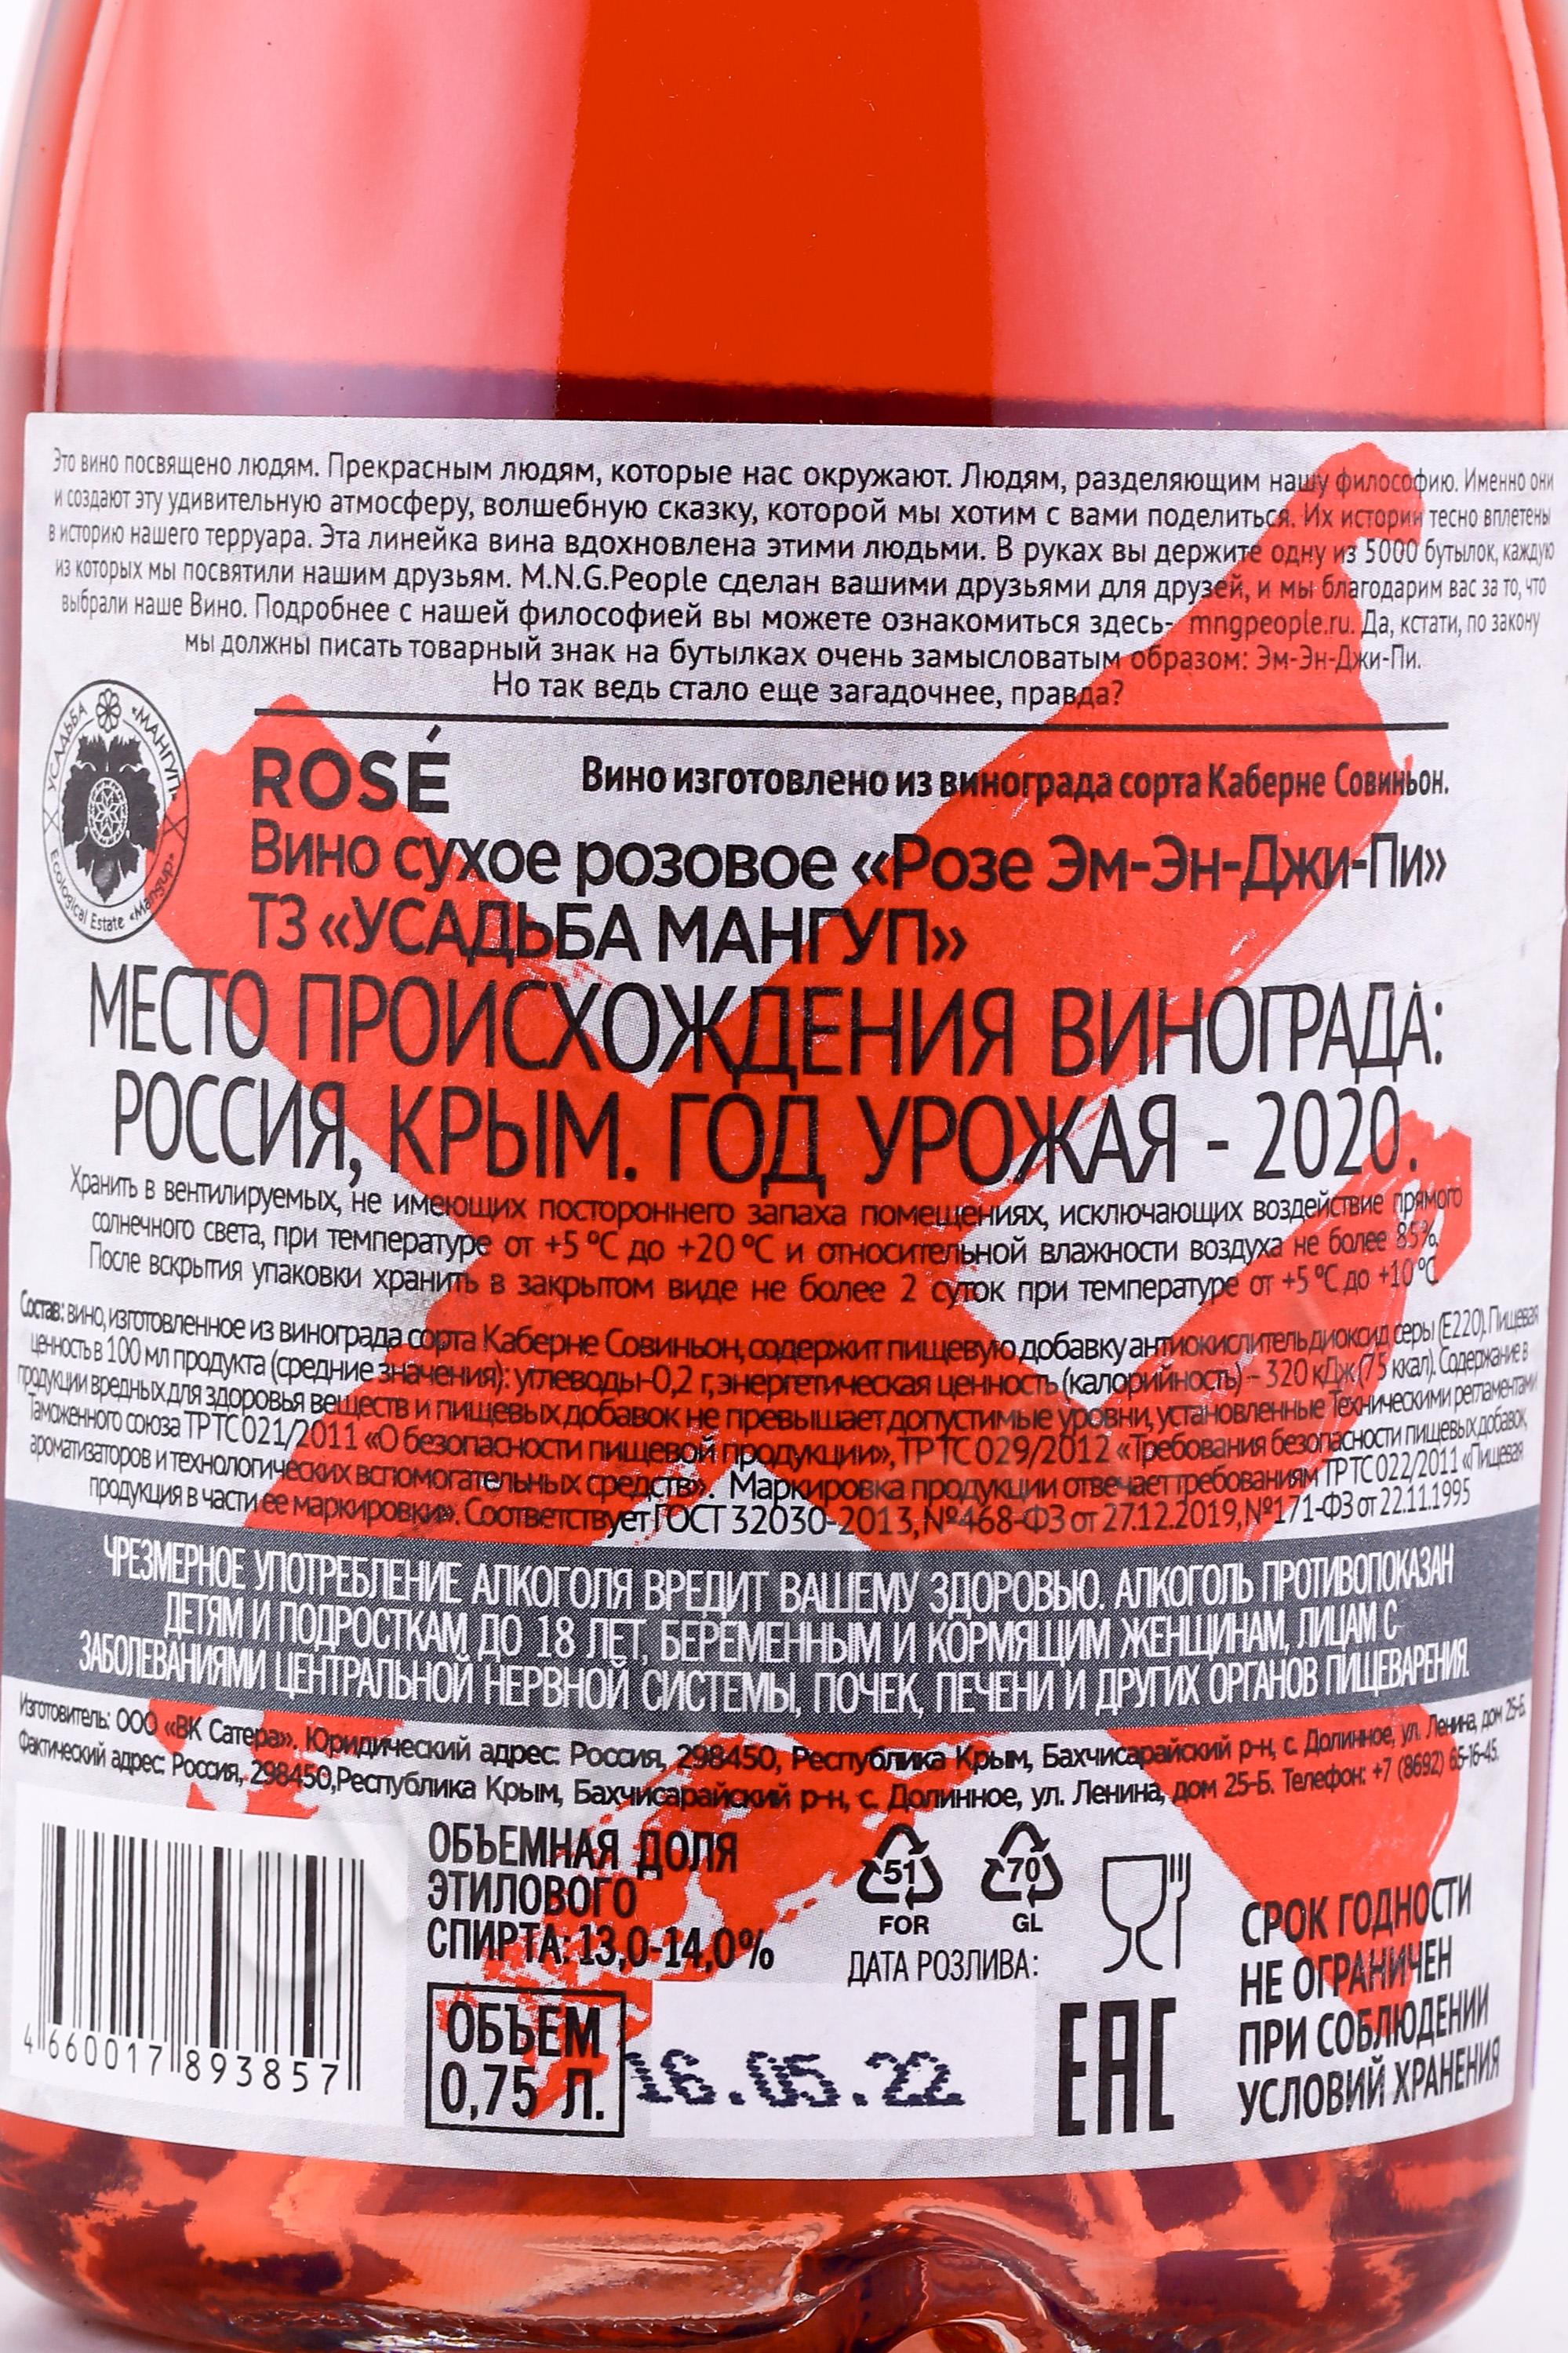 Это вино посвящено людям. Прекрасным людям, которые нас окружают. Людям, разделяющим нашу философию. Именно они
и создают эту удивительную атмосферу, волшебную сказку, которой мы хотим с вами поделиться. Их истории тесно вплетены
в историю нашего терруара. Эта линейка вина вдохновлена этими людьми. В руках вы держите одну из 5000 бутылок, каждую
из которых мы посвятили нашим друзьям. M.N.G.People сделан вашими друзьями для друзей, и мы благодарим вас за то, что
выбрали наше Вино. Подробнее с нашей философией вы можете ознакомиться здесь- mngpeople.ru. Да, кстати, по закону
мы должны писать товарный знак на бутылках очень замысловатым образом: Эм-Эн-Джи-Пи.
Но так ведь стало еще загадочнее, правда?
УСАДЬБА «МАНГУП»
Ecological Estate «Mangup»
ROSÉ
Вино изготовлено из винограда сорта Каберне Совиньон.
Вино сухое розовое «Розе Эм-Эн-Джи-Пи»
ТЗ «УСАДЬБА МАНГУП»
МЕСТО ПРОИСХОЖДЕНИЯ ВИНОГРАДА:
РОССИЯ, КРЫМ. ГОД УРОЖАЯ - 2020.
Хранить в вентилируемых, не имеющих постороннего запаха помещениях, исключающих воздействие прямого
солнечного света, при температуре от +5 °C до +20 °C и относительной влажности воздуха не более 85%.
После вскрытия упаковки хранить в закрытом виде не более 2 суток при температуре от +5 °C до +10 °C
Состав: вино, изготовленное из винограда сорта Каберне Совиньон, содержит пищевую добавку антиокислитель диоксид серы (Е220). Пищевая
ценность в 100 мл продукта (средние значения): углеводы–0,2 г, энергетическая ценность (калорийность) – 320 кДж (75 ккал). Содержание в
продукции вредных для здоровья веществ и пищевых добавок не превышает допустимые уровни, установленные Техническими регламентами
Таможенного союза ТР ТС 021/2011 «О безопасности пищевой продукции», ТР ТС 029/2012 «Требования безопасности пищевых добавок,
ароматизаторов и технологических вспомогательных средств». Маркировка продукции отвечает требованиям ТР ТС 022/2011 «Пищевая
продукция в части ее маркировки». Соответствует ГОСТ 32030-2013, №468-ФЗ от 27.12.2019, №171-ФЗ от 22.11.1995
ЧРЕЗМЕРНОЕ УПОТРЕБЛЕНИЕ АЛКОГОЛЯ ВРЕДИТ ВАШЕМУ ЗДОРОВЬЮ. АЛКОГОЛЬ ПРОТИВОПОКАЗАН
ДЕТЯМ И ПОДРОСТКАМ ДО 18 ЛЕТ, БЕРЕМЕННЫМ И КОРМЯЩИМ ЖЕНЩИНАМ, ЛИЦАМ С
ЗАБОЛЕВАНИЯМИ ЦЕНТРАЛЬНОЙ НЕРВНОЙ СИСТЕМЫ, ПОЧЕК, ПЕЧЕНИ И ДРУГИХ ОРГАНОВ ПИЩЕВАРЕНИЯ.
Изготовитель: ООО «ВК Сатера». Юридический адрес: Россия, 298450, Республика Крым, Бахчисарайский р-н, с. Долинное, ул. Ленина, дом 25-Б.
Фактический адрес: Россия, 298450,Республика Крым, Бахчисарайский р-н, с. Долинное, ул. Ленина, дом 25-Б. Телефон: +7 (8692) 65-16-45.
4 660017 893857
ОБЪЕМНАЯ ДОЛЯ
ЭТИЛОВОГО
СПИРТА: 13,0-14,0%
ОБЪЕМ
0,75 Л.
51
FOR
70
GL
ДАТА РОЗЛИВА:
16.05.22
EAC
СРОК ГОДНОСТИ
НЕ ОГРАНИЧЕН
ПРИ СОБЛЮДЕНИИ
УСЛОВИЙ ХРАНЕНИЯ